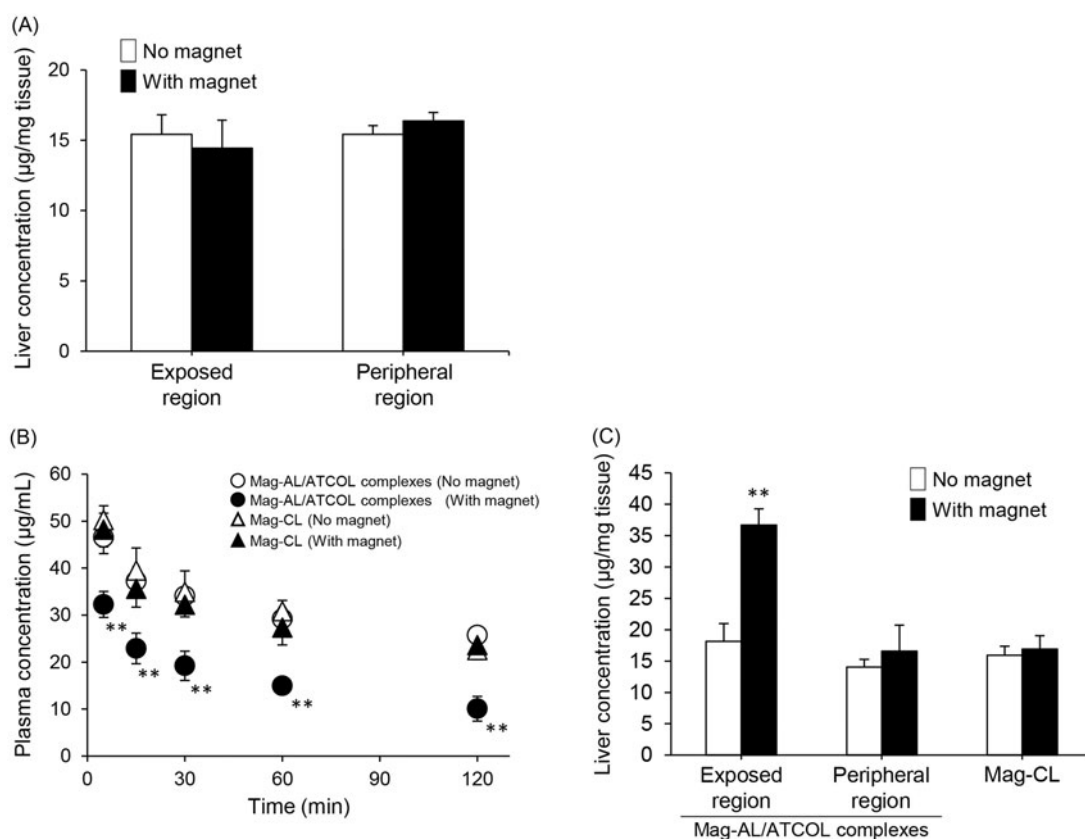 (A)
No magnet
With magnet
Liver concentration (µg/mg tissue)
20
15
10
5
0
Exposed
region
Peripheral
region
(B)
Plasma concentration (µg/mL)
60
50
40
30
20
10
0
Mag-AL/ATCOL complexes (No magnet)
Mag-AL/ATCOL complexes (With magnet)
Mag-CL (No magnet)
Mag-CL (With magnet)
**
**
**
**
**
0
30
60
90
120
Time (min)
(C)
Liver concentration (µg/mg tissue)
45
40
35
30
25
20
15
10
5
0
No magnet
With magnet
**
Exposed
region
Peripheral
region
Mag-CL
Mag-AL/ATCOL complexes